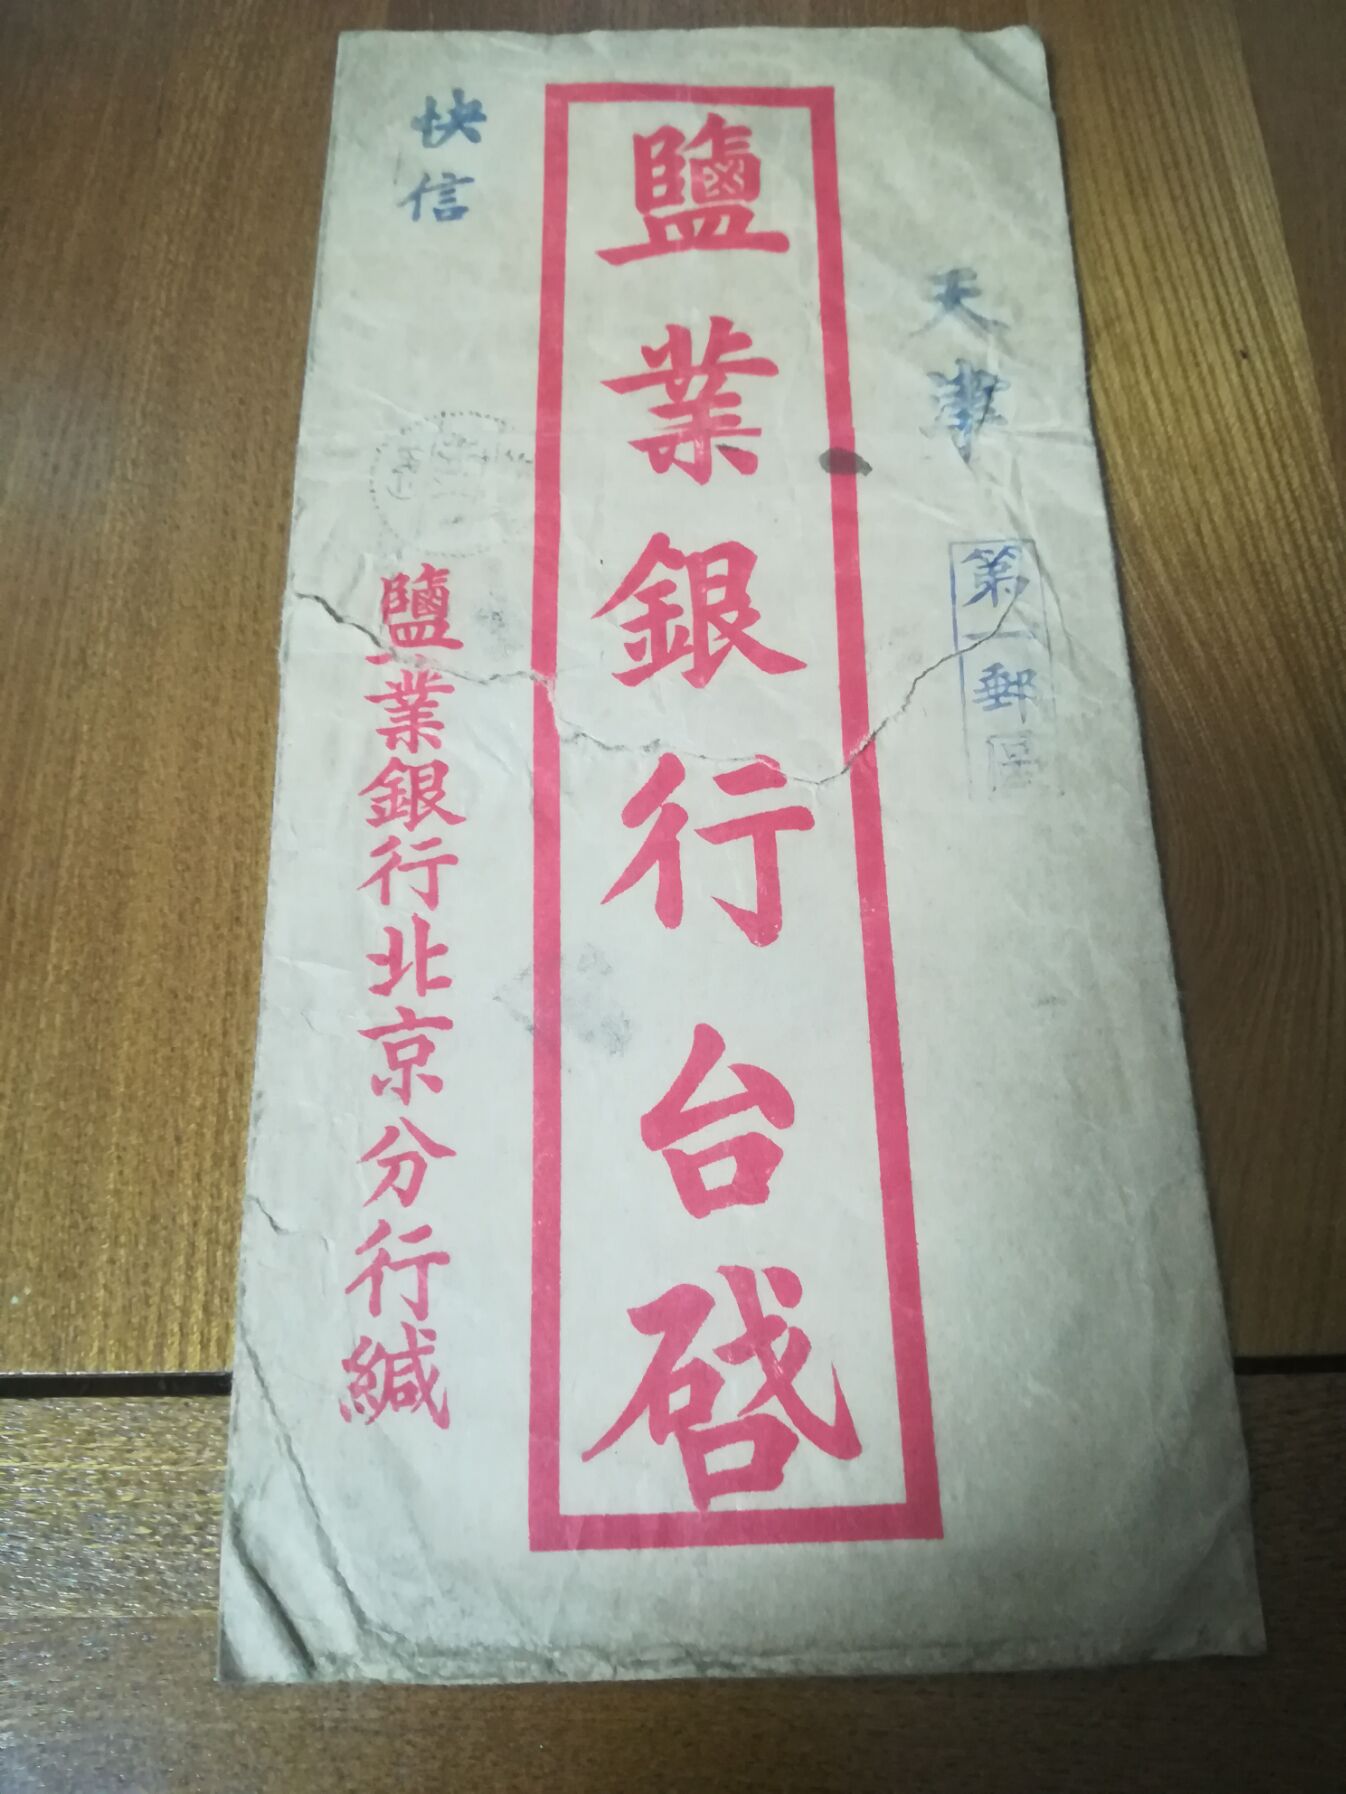 天津
第一郵區
鹽業銀行台啓
快信
鹽業銀行北京分行緘